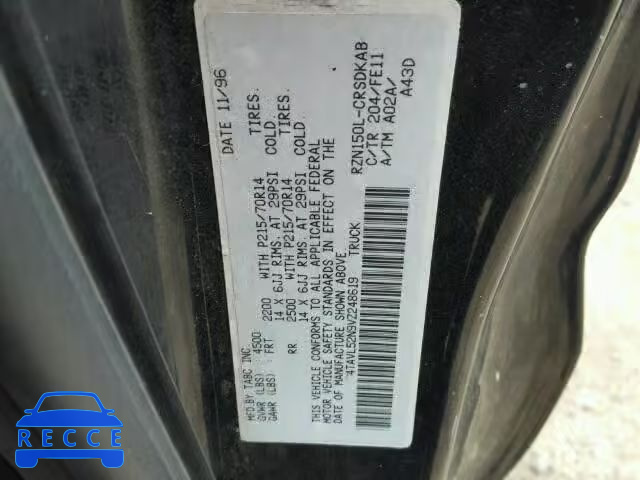 MFD.BY TABC INC. DATE 11/96
GVWR (LBS) : 4500
GAWR (LBS) : FRT 2200 WITH P215/70R14 TIRES.
14 X 6JJ RIMS. AT 29PSI COLD.
RR 2500 WITH P215/70R14 TIRES.
14 X 6JJ RIMS. AT 29PSI COLD.
THIS VEHICLE CONFORMS TO ALL APPLICABLE FEDERAL
MOTOR VEHICLE SAFETY STANDARDS IN EFFECT ON THE
DATE OF MANUFACTURE SHOWN ABOVE.
*4TAVL52N9VZ248619* TRUCK
RZN150L-CRSDKAB
C/TR 204/FE11
A/TM A02A/ A43D
RECCE